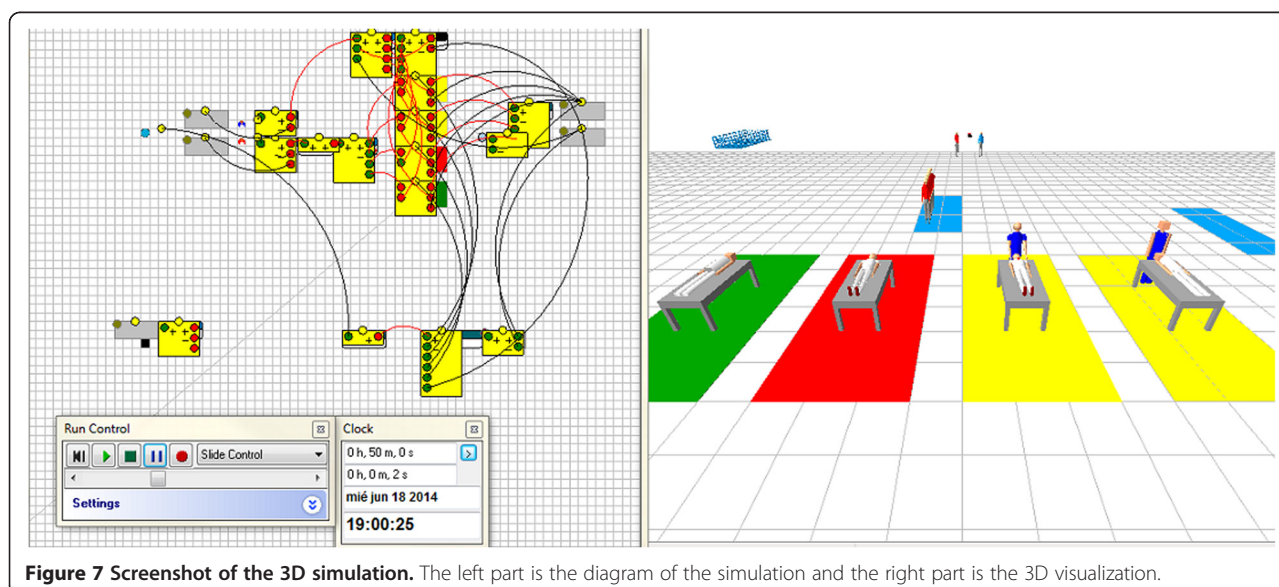 Run Control
Slide Control
Settings
Clock
0 h, 50 m, 0 s
0 h, 0 m, 2 s
mié jun 18 2014
19:00:25
Figure 7 Screenshot of the 3D simulation. The left part is the diagram of the simulation and the right part is the 3D visualization.